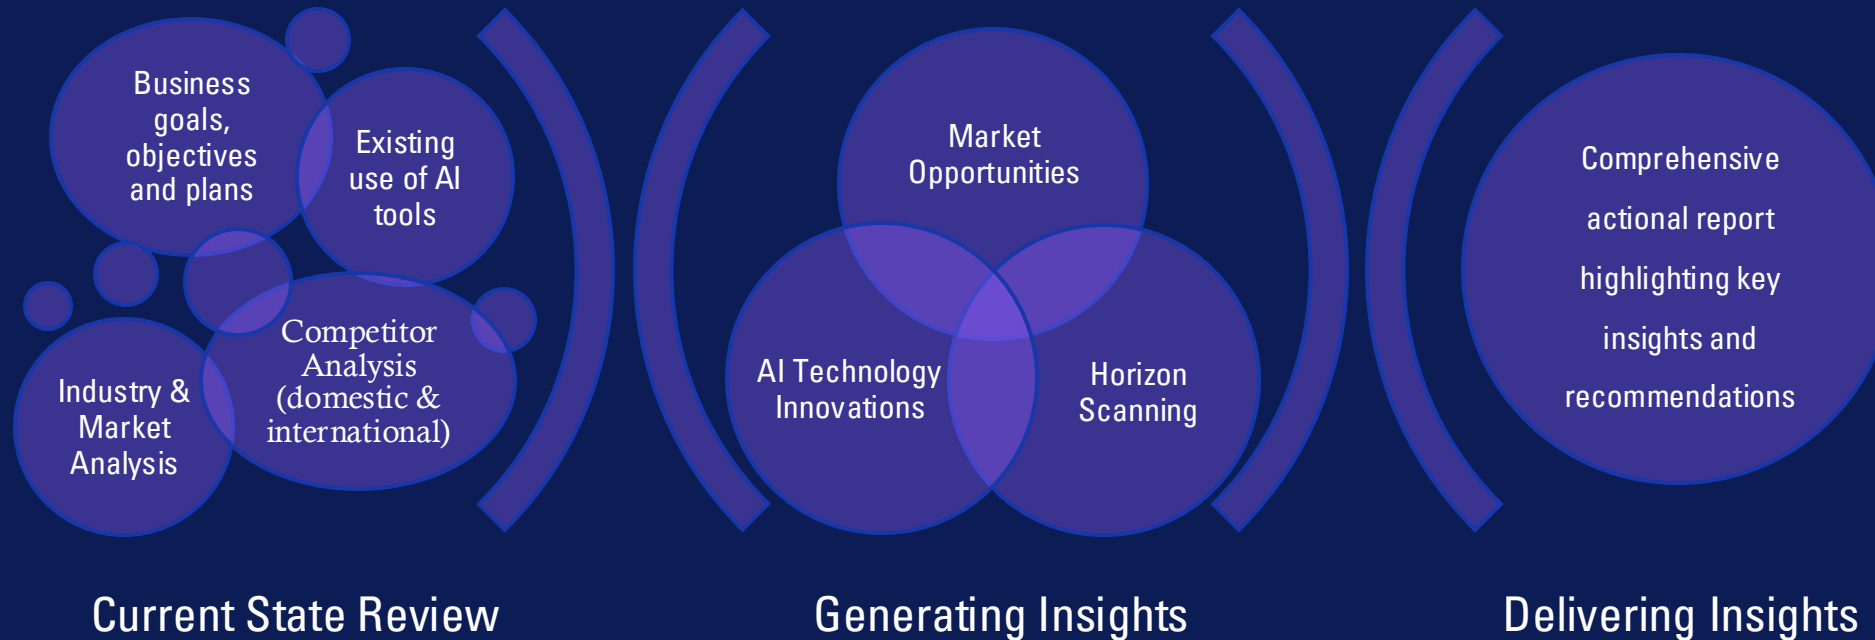 Business
goals,
objectives
and plans
Existing
use of AI
tools
Industry &
Market
Analysis
Competitor
Analysis
(domestic &
international)
Current State Review
Market
Opportunities
AI Technology
Innovations
Horizon
Scanning
Generating Insights
Comprehensive
actional report
highlighting key
insights and
recommendations
Delivering Insights